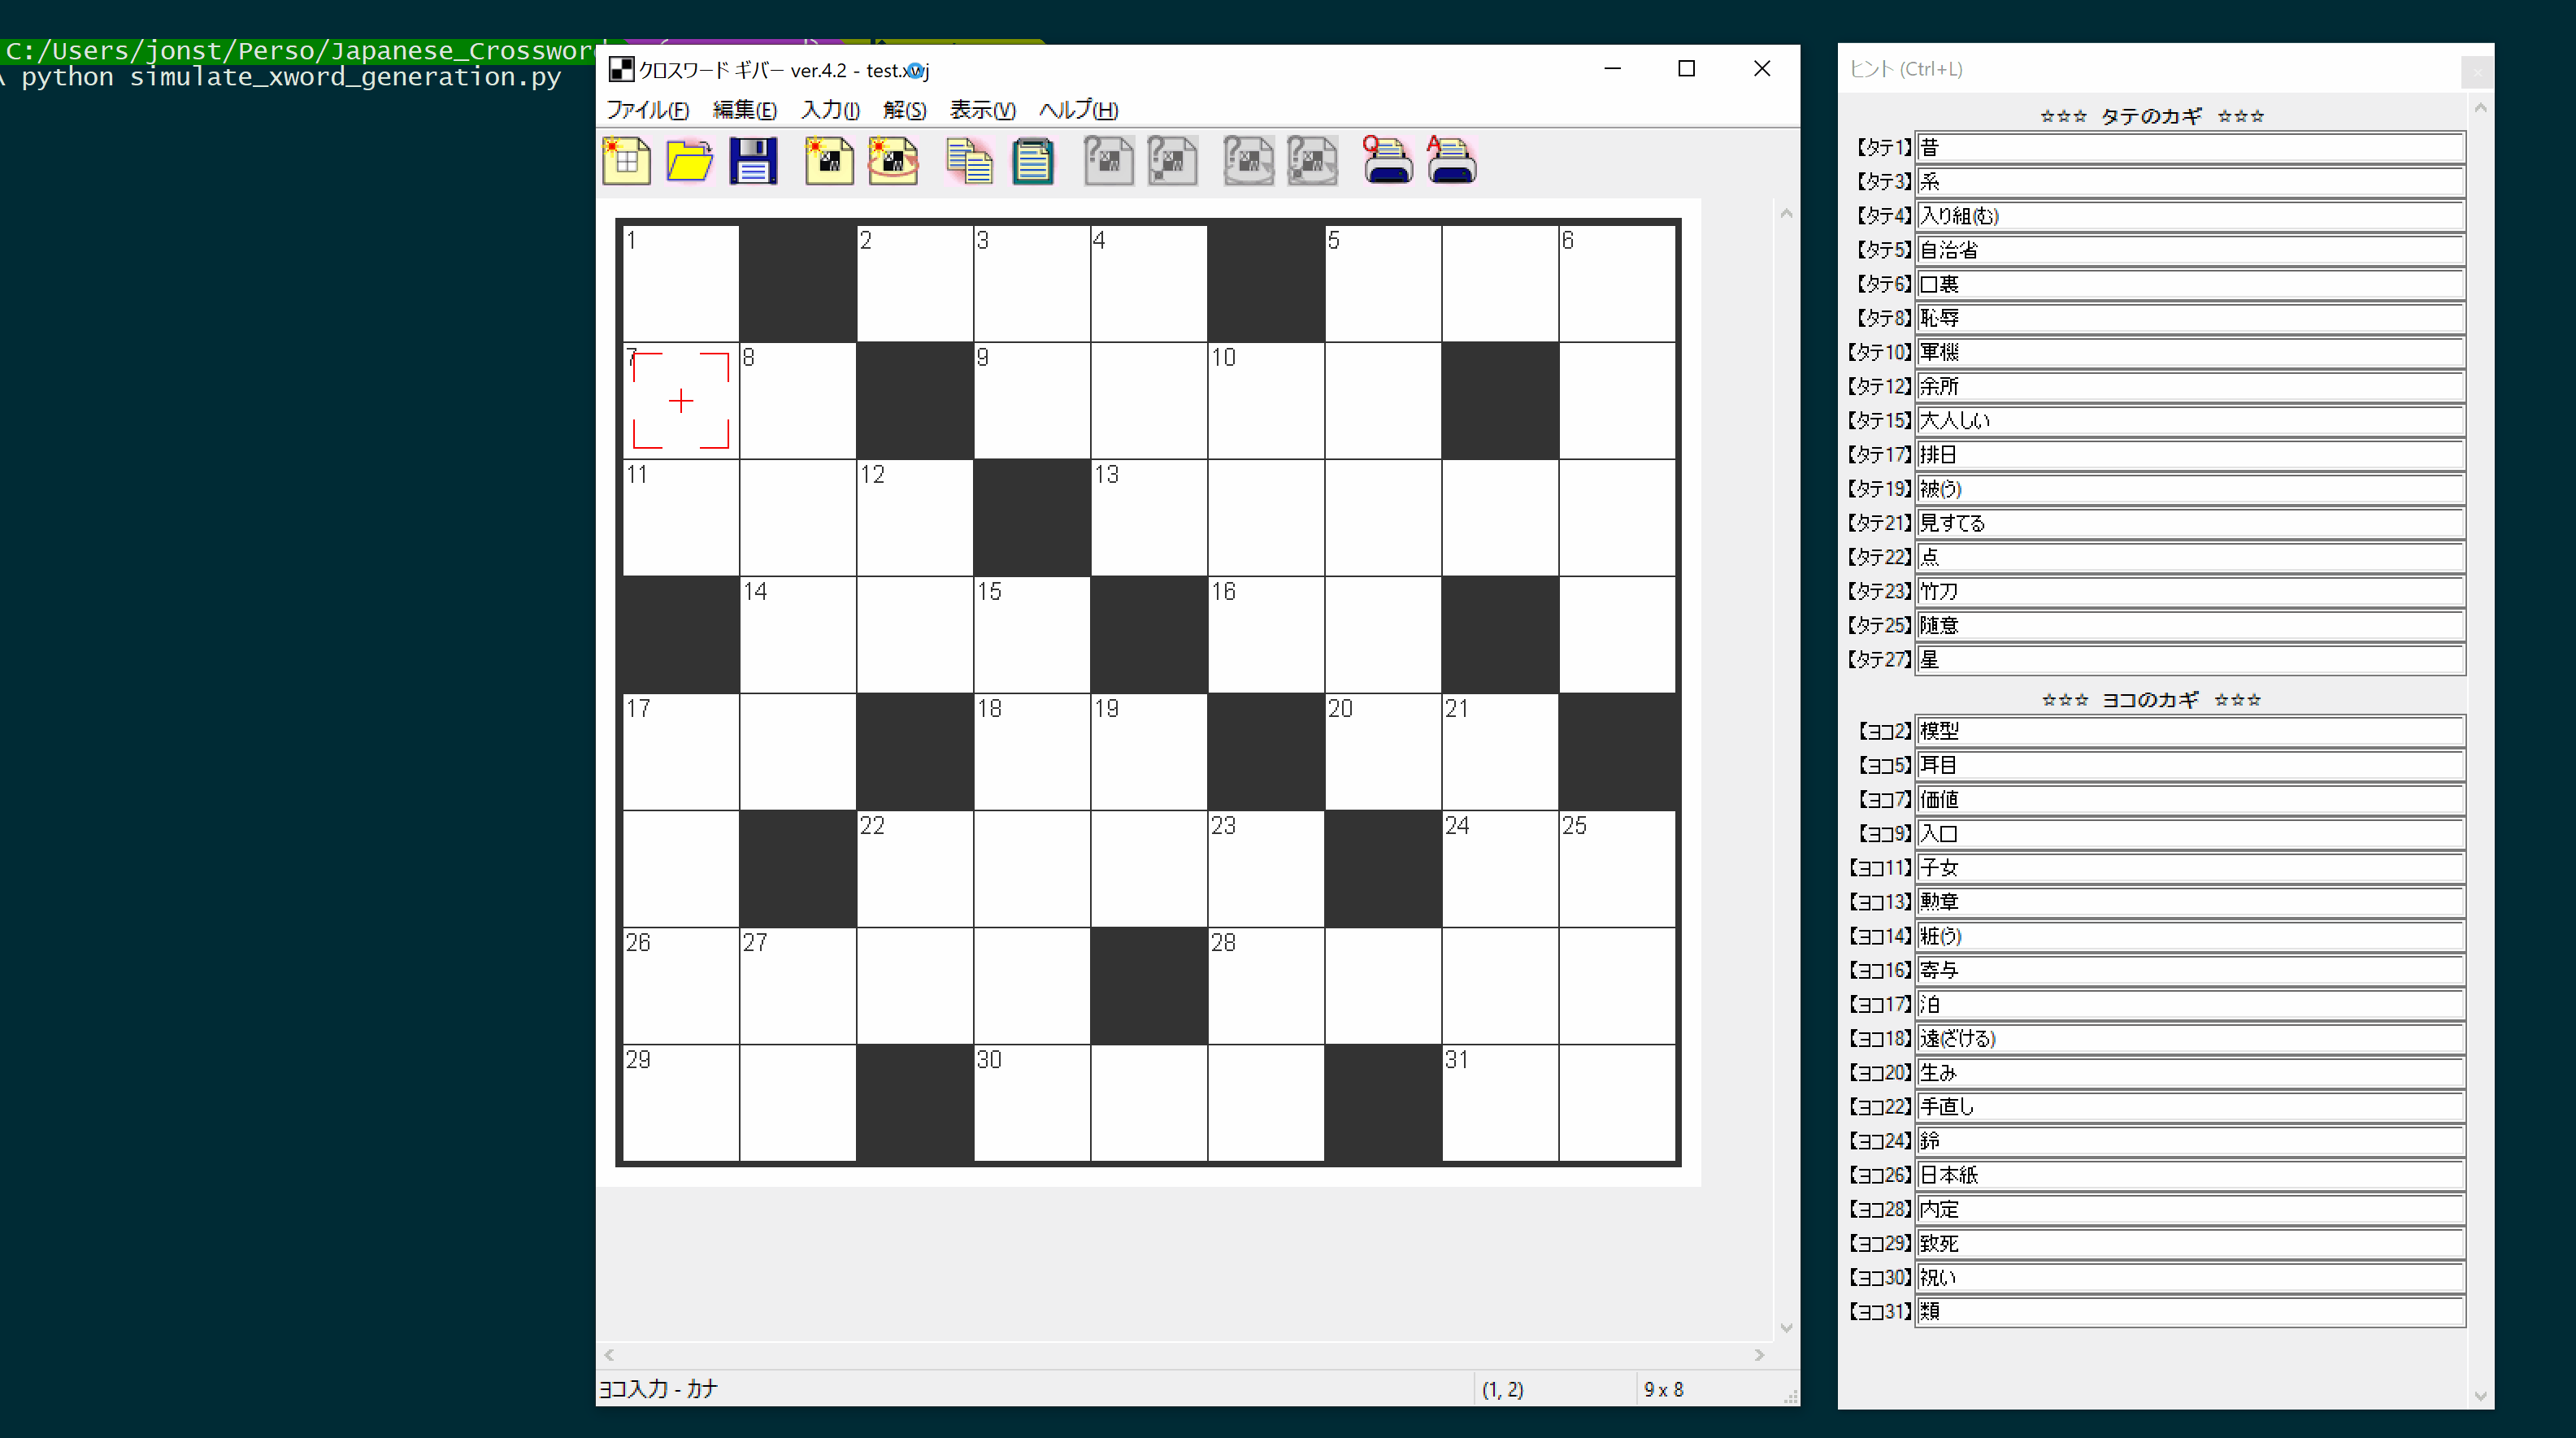 C:/Users/jonst/Perso/Japanese_Crossword
λ python simulate_xword_generation.py
クロスワード ギバー ver.4.2 - test.xwj
ファイル(F) 編集(E) 入力(I) 解(S) 表示(V) ヘルプ(H)
1 2 3 4 5 6
7 8 9 10
11 12 13
14 15 16
17 18 19 20 21
22 23 24 25
26 27 28
29 30 31
ヨコ入力 - カナ (1, 2) 9 x 8
ヒント (Ctrl+L)
☆☆☆ タテのカギ ☆☆☆
【タテ1】昔
【タテ3】系
【タテ4】入り組(む)
【タテ5】自治省
【タテ6】口裏
【タテ8】恥辱
【タテ10】軍機
【タテ12】余所
【タテ15】大人しい
【タテ17】排日
【タテ19】被(う)
【タテ21】見すてる
【タテ22】点
【タテ23】竹刀
【タテ25】随意
【タテ27】星
☆☆☆ ヨコのカギ ☆☆☆
【ヨコ2】模型
【ヨコ5】耳目
【ヨコ7】価値
【ヨコ9】入口
【ヨコ11】子女
【ヨコ13】勲章
【ヨコ14】粧(う)
【ヨコ16】寄与
【ヨコ17】泊
【ヨコ18】遠(ざける)
【ヨコ20】生み
【ヨコ22】手直し
【ヨコ24】鈴
【ヨコ26】日本紙
【ヨコ28】内定
【ヨコ29】致死
【ヨコ30】祝い
【ヨコ31】類